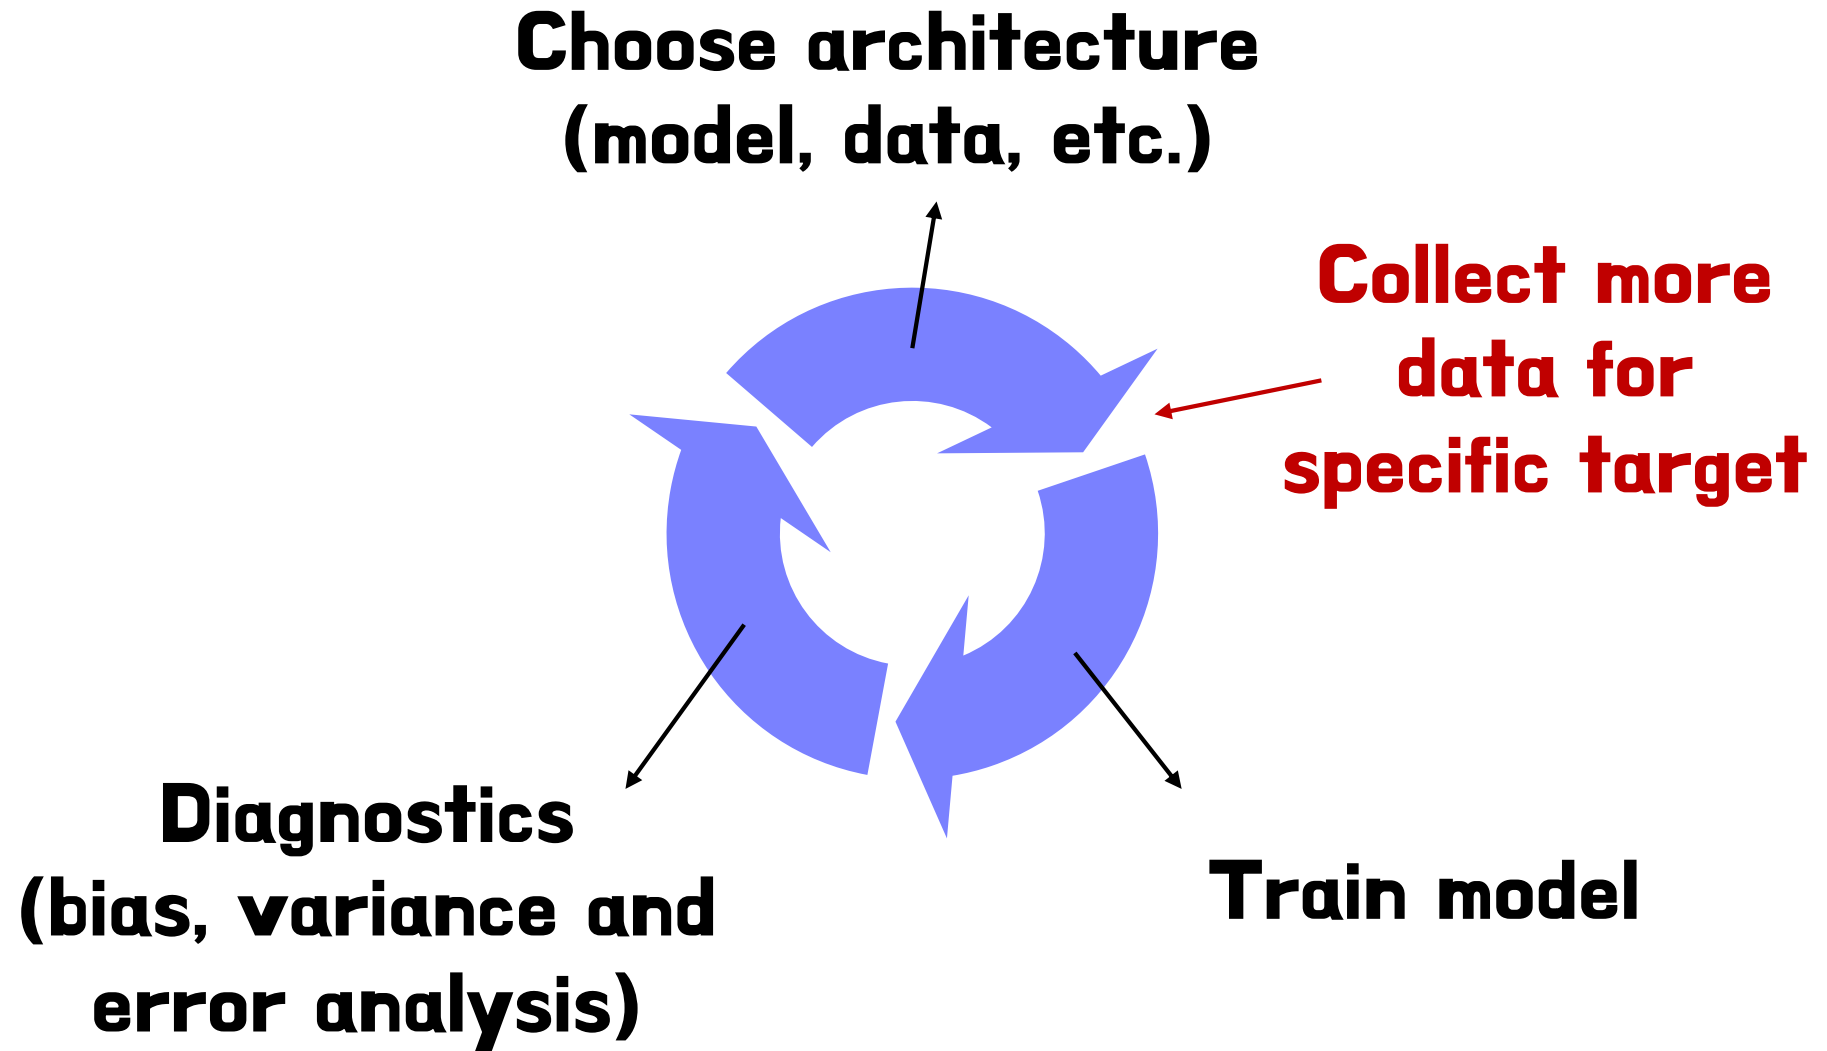 Choose architecture
(model, data, etc.)
Collect more
data for
specific target
Diagnostics
(bias, variance and
error analysis)
Train model